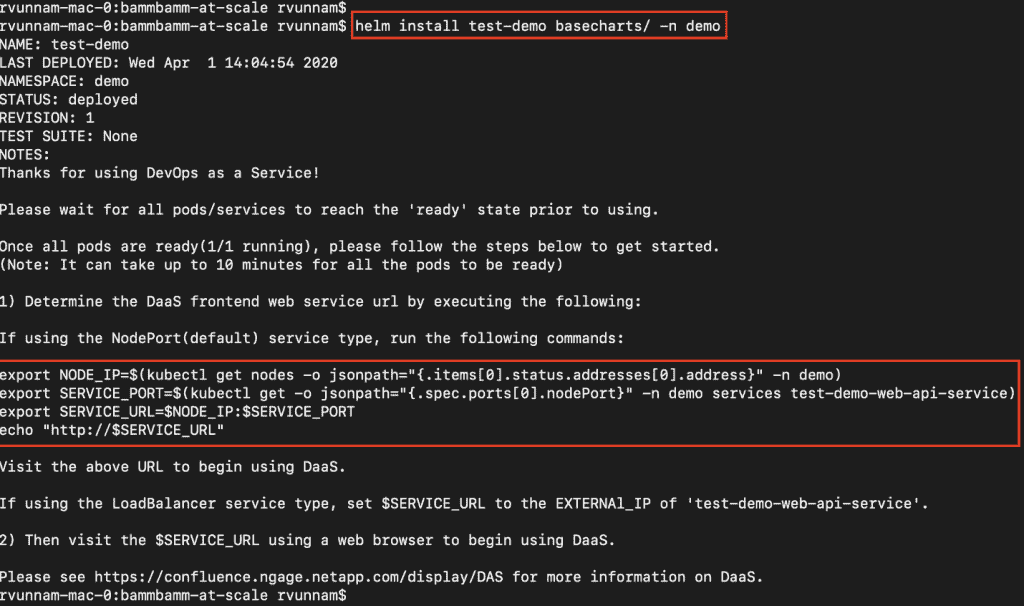 rvunnam-mac-0:bammbamm-at-scale rvunnam$
rvunnam-mac-0:bammbamm-at-scale rvunnam$ helm install test-demo basecharts/ -n demo
NAME: test-demo
LAST DEPLOYED: Wed Apr  1 14:04:54 2020
NAMESPACE: demo
STATUS: deployed
REVISION: 1
TEST SUITE: None
NOTES:
Thanks for using DevOps as a Service!
Please wait for all pods/services to reach the 'ready' state prior to using.
Once all pods are ready(1/1 running), please follow the steps below to get started.
(Note: It can take up to 10 minutes for all the pods to be ready)
1) Determine the DaaS frontend web service url by executing the following:
If using the NodePort(default) service type, run the following commands:
export NODE_IP=$(kubectl get nodes -o jsonpath="{.items[0].status.addresses[0].address}" -n demo)
export SERVICE_PORT=$(kubectl get -o jsonpath="{.spec.ports[0].nodePort}" -n demo services test-demo-web-api-service)
export SERVICE_URL=$NODE_IP:$SERVICE_PORT
echo "http://$SERVICE_URL"
Visit the above URL to begin using DaaS.
If using the LoadBalancer service type, set $SERVICE_URL to the EXTERNAl_IP of 'test-demo-web-api-service'.
2) Then visit the $SERVICE_URL using a web browser to begin using DaaS.
Please see https://confluence.ngage.netapp.com/display/DAS for more information on DaaS.
rvunnam-mac-0:bammbamm-at-scale rvunnam$